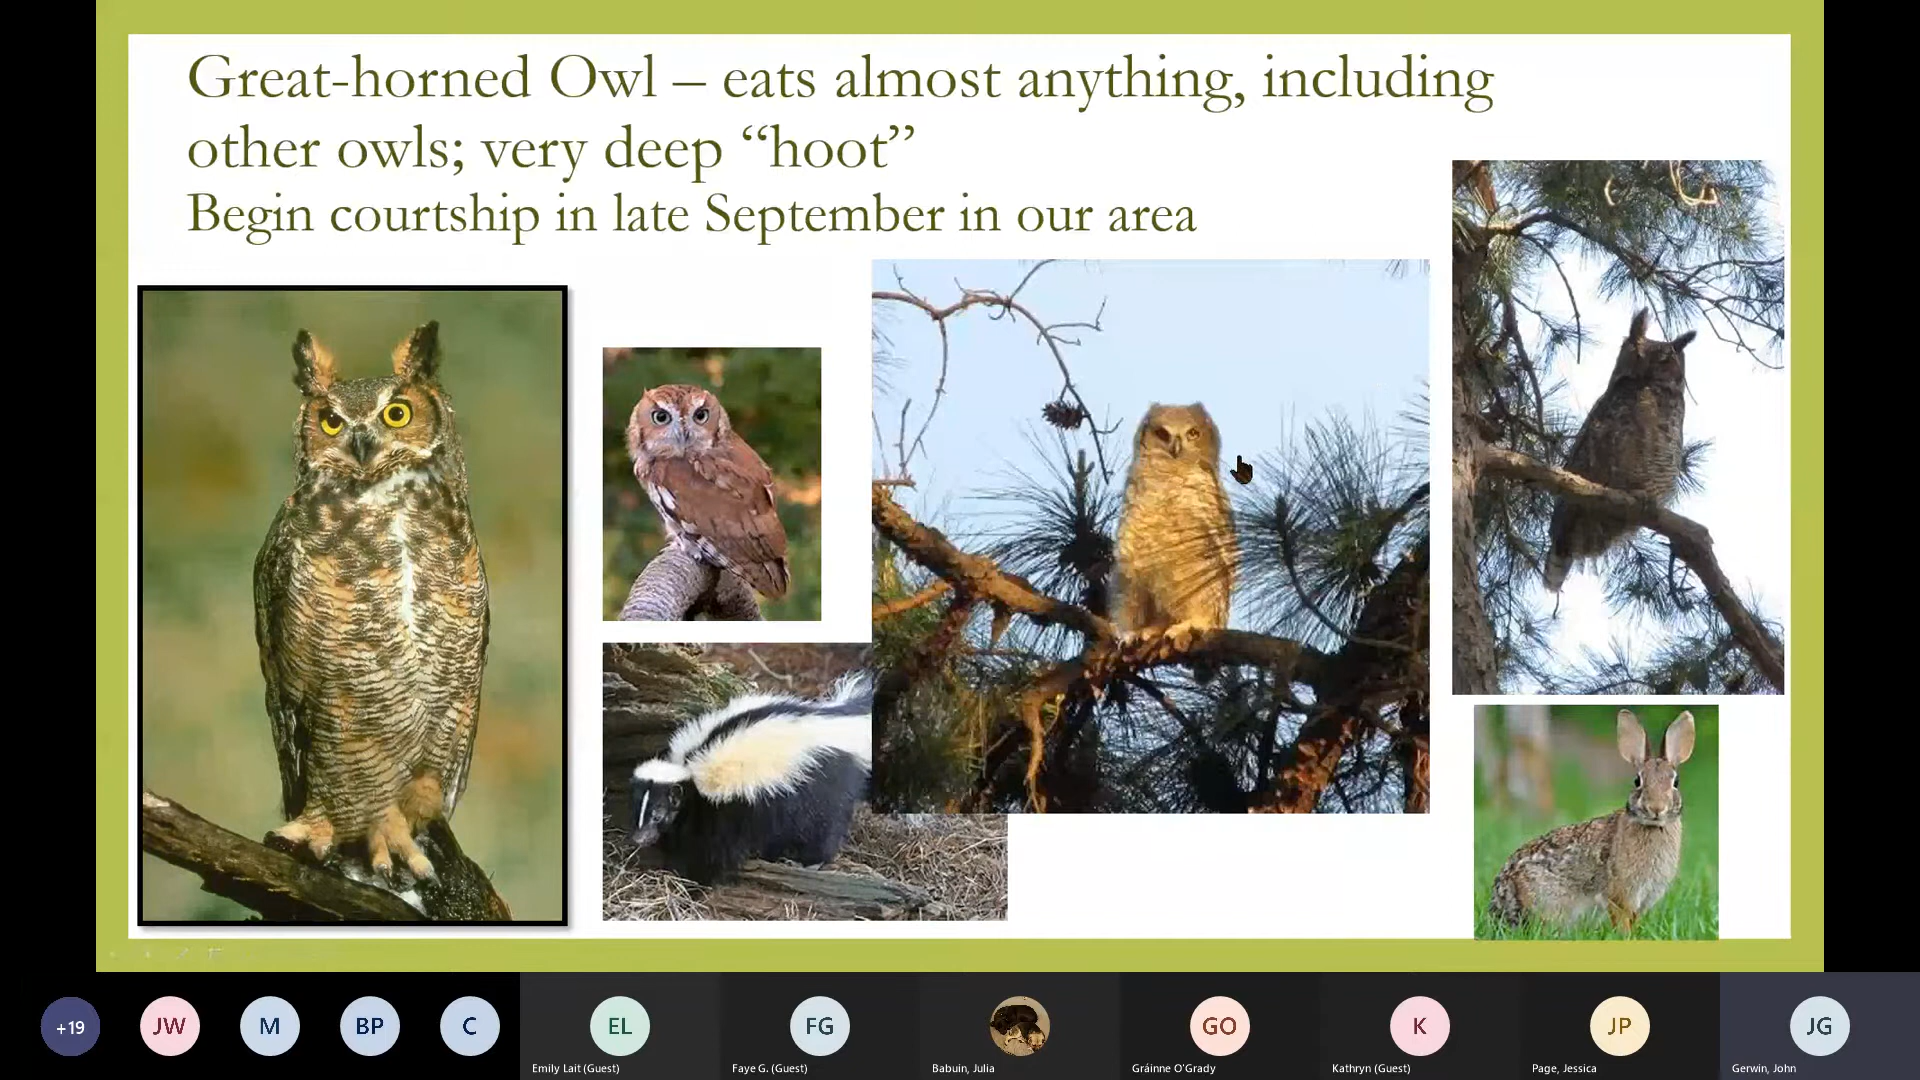 Great-horned Owl – eats almost anything, including
other owls; very deep “hoot”
Begin courtship in late September in our area
+19
JW
M
BP
C
EL
FG
GO
K
JP
JG
Emily Lait (Guest)
Faye G. (Guest)
Babuin, Julia
Gráinne O'Grady
Kathryn (Guest)
Page, Jessica
Gerwin, John